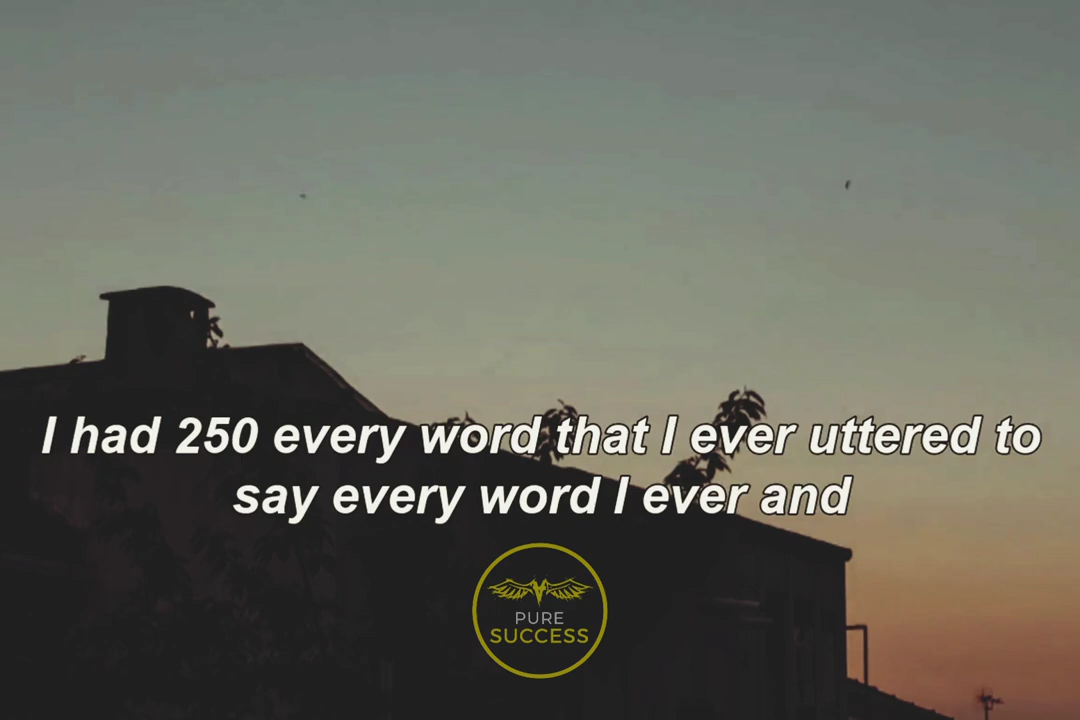 I had 250 every word that I ever uttered to
say every word I ever and
PURE
SUCCESS